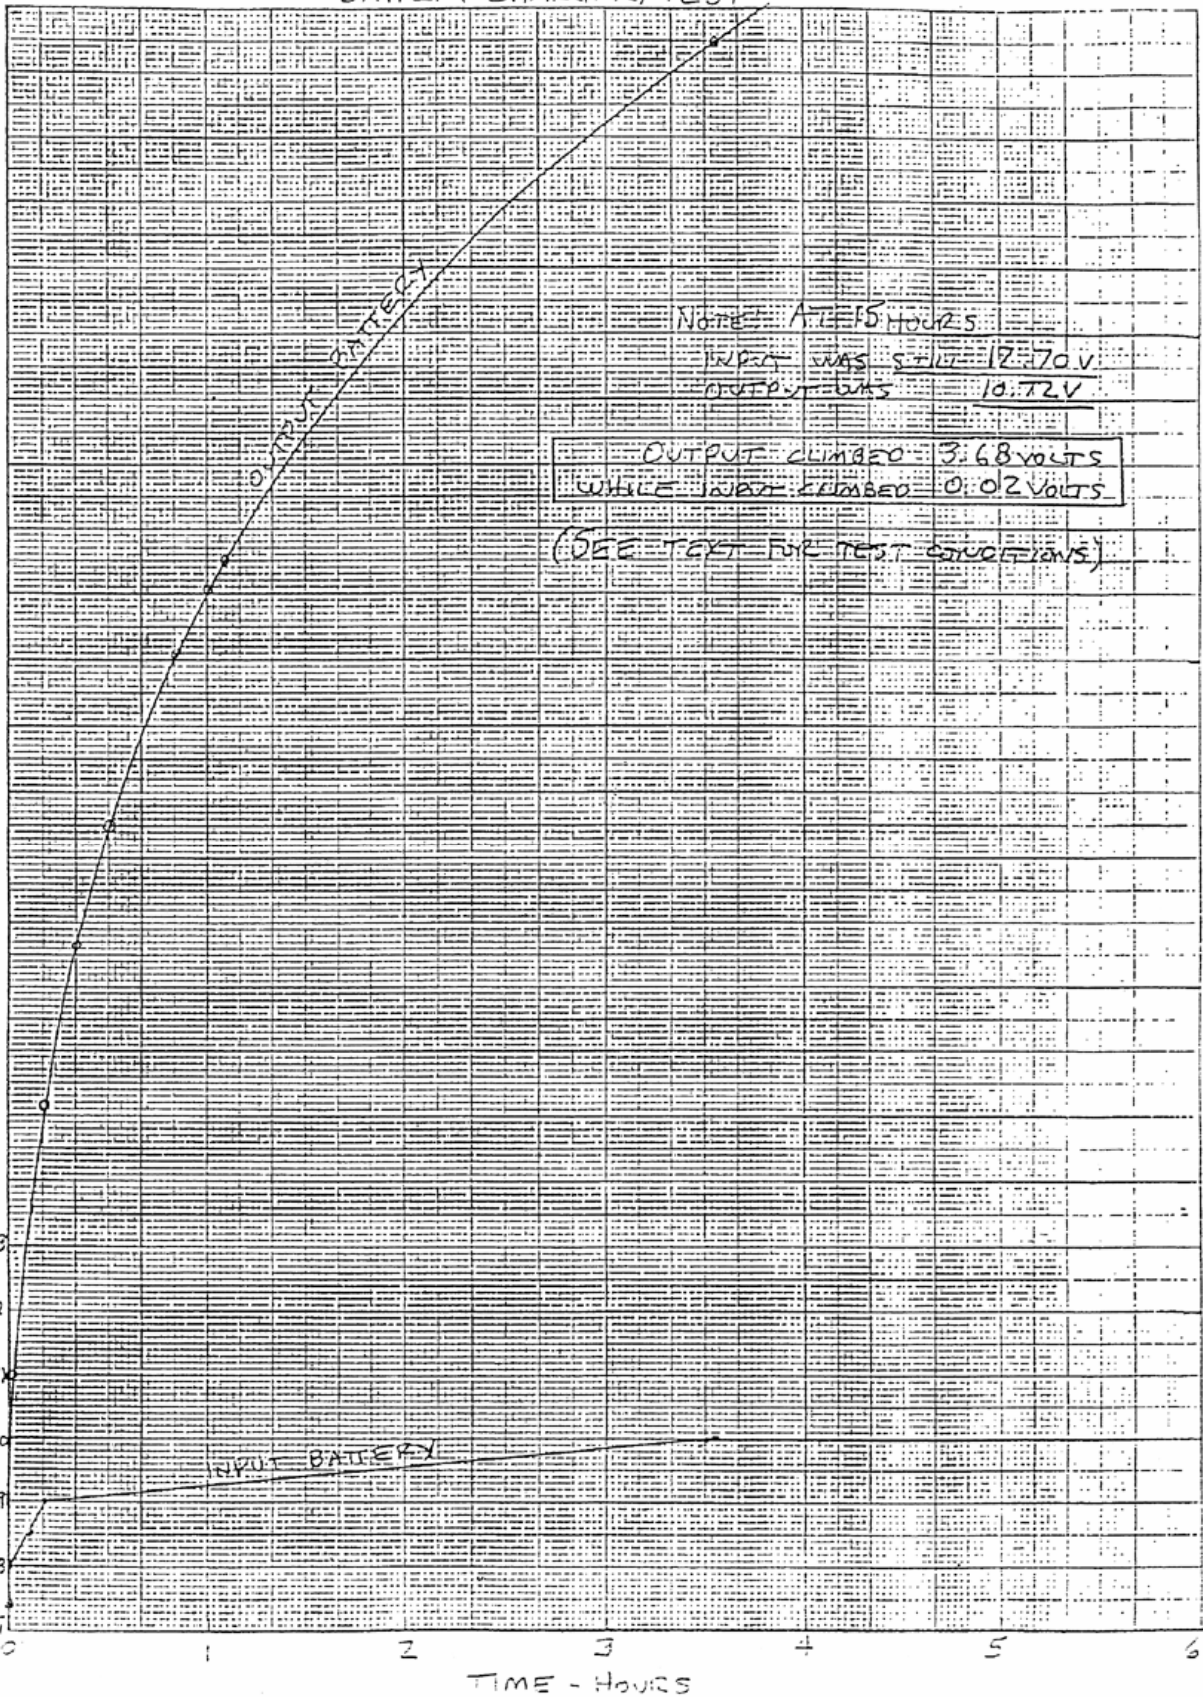 OUTPUT BATTERY
NOTE: AT 15 HOURS
INPUT WAS STILL 12.70 V
OUTPUT WAS 10.72 V
OUTPUT CLIMBED 3.68 VOLTS
WHILE INPUT CLIMBED 0.02 VOLTS
(SEE TEXT FOR TEST CONDITIONS)
INPUT BATTERY
0 1 2 3 4 5 6
TIME - HOURS